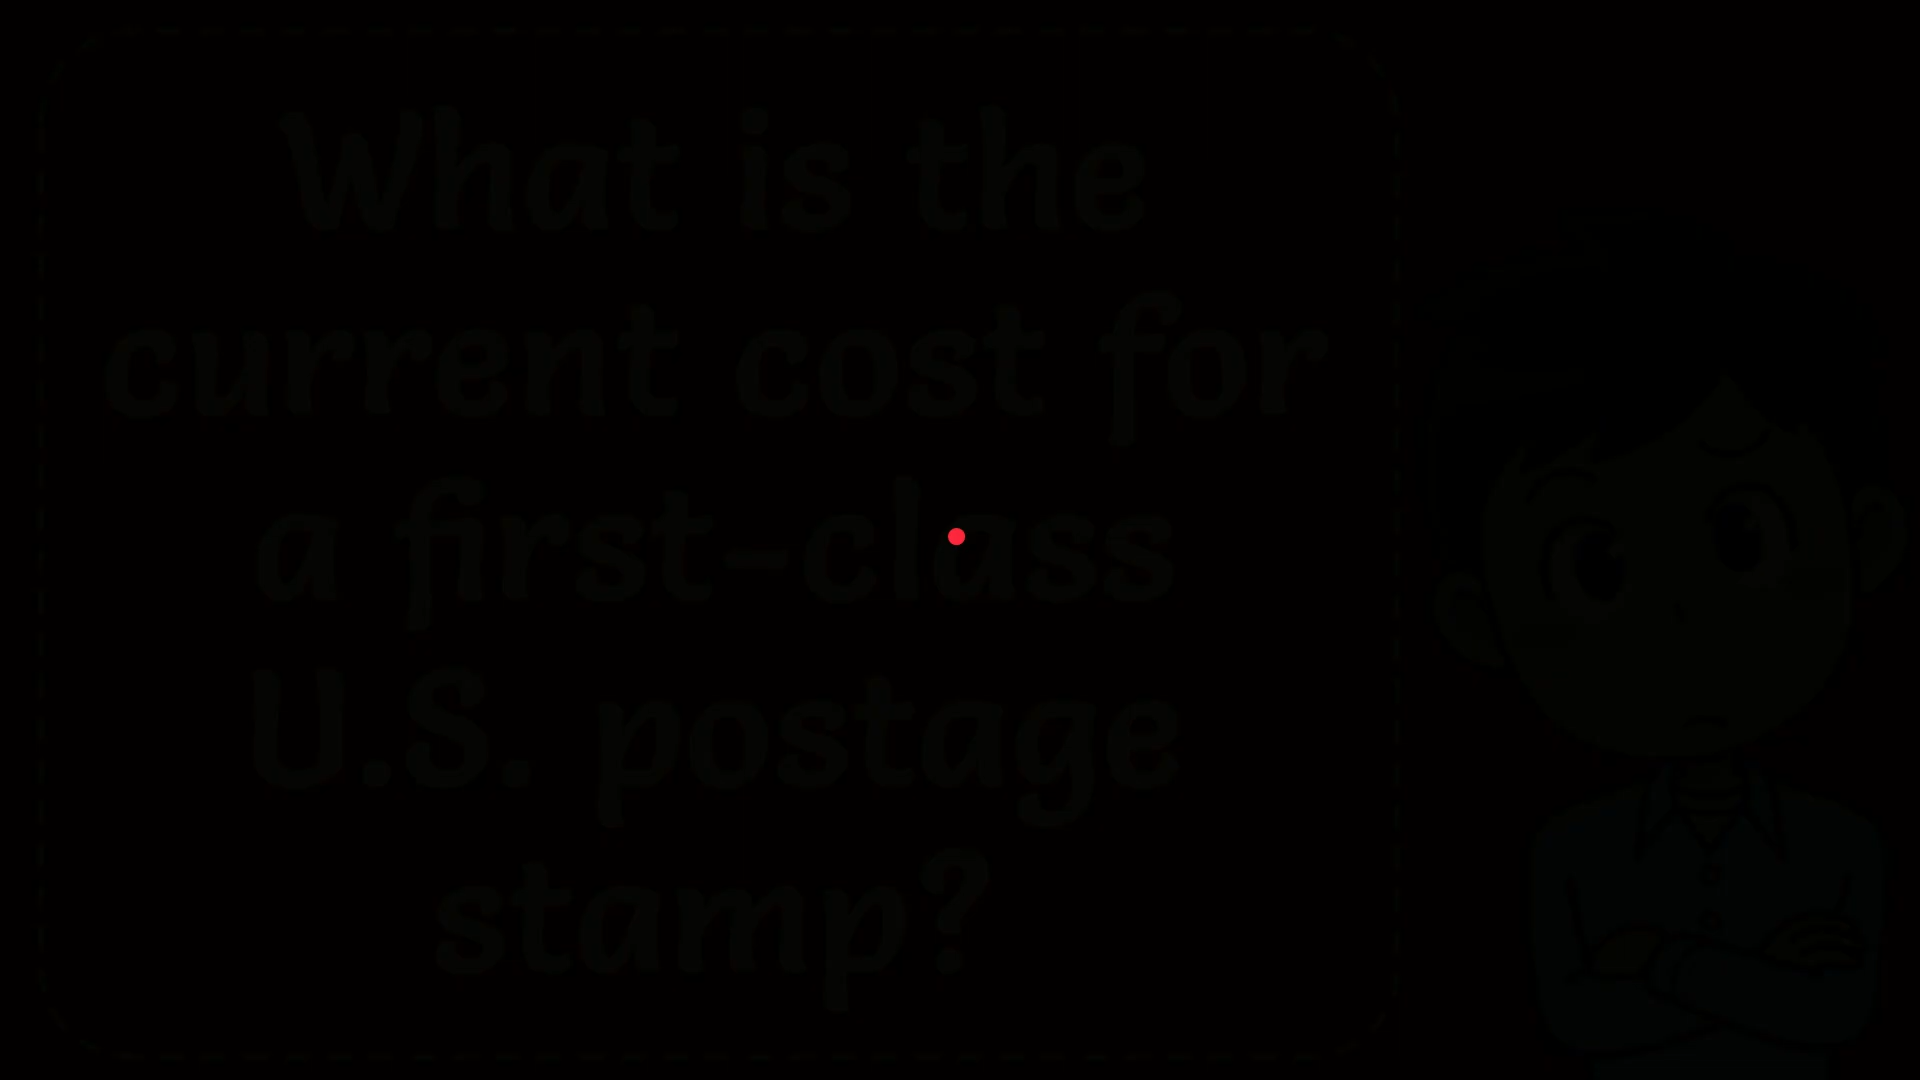 What is the
current cost for
a first-class
U.S. postage
stamp?